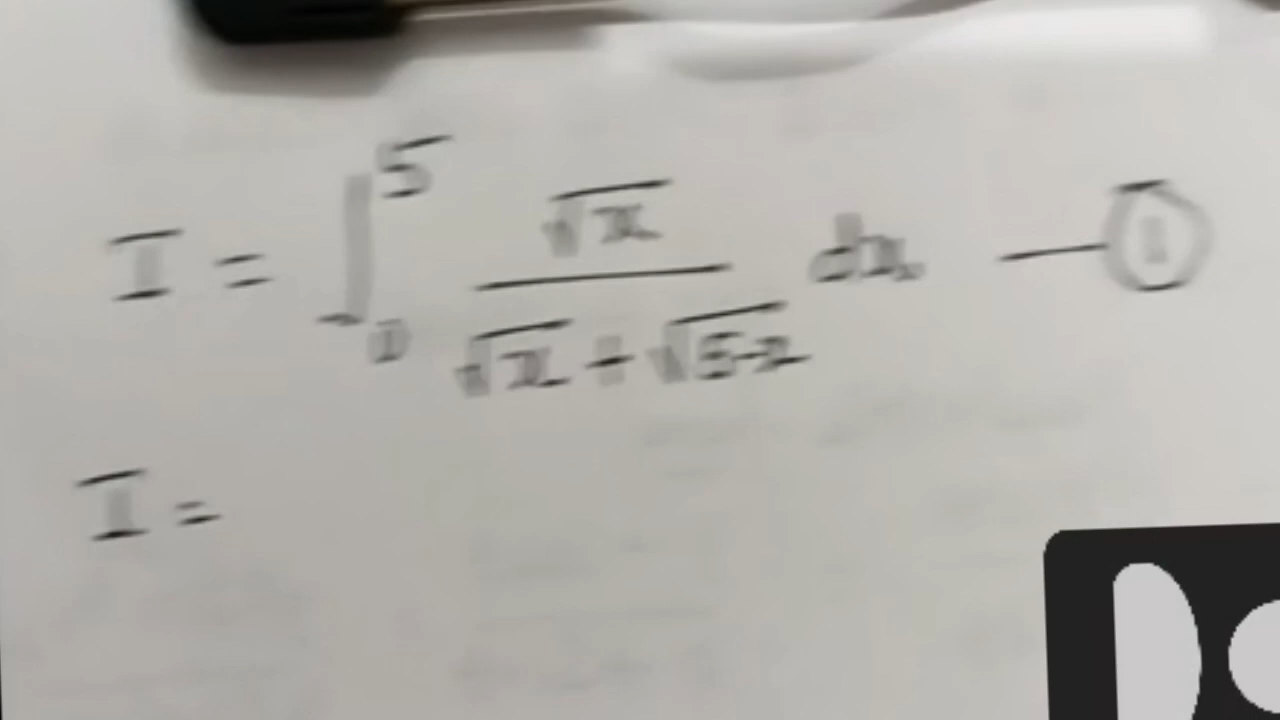 I = ∫₀⁵ √x / (√x + √(5-x)) dx — ①
I =